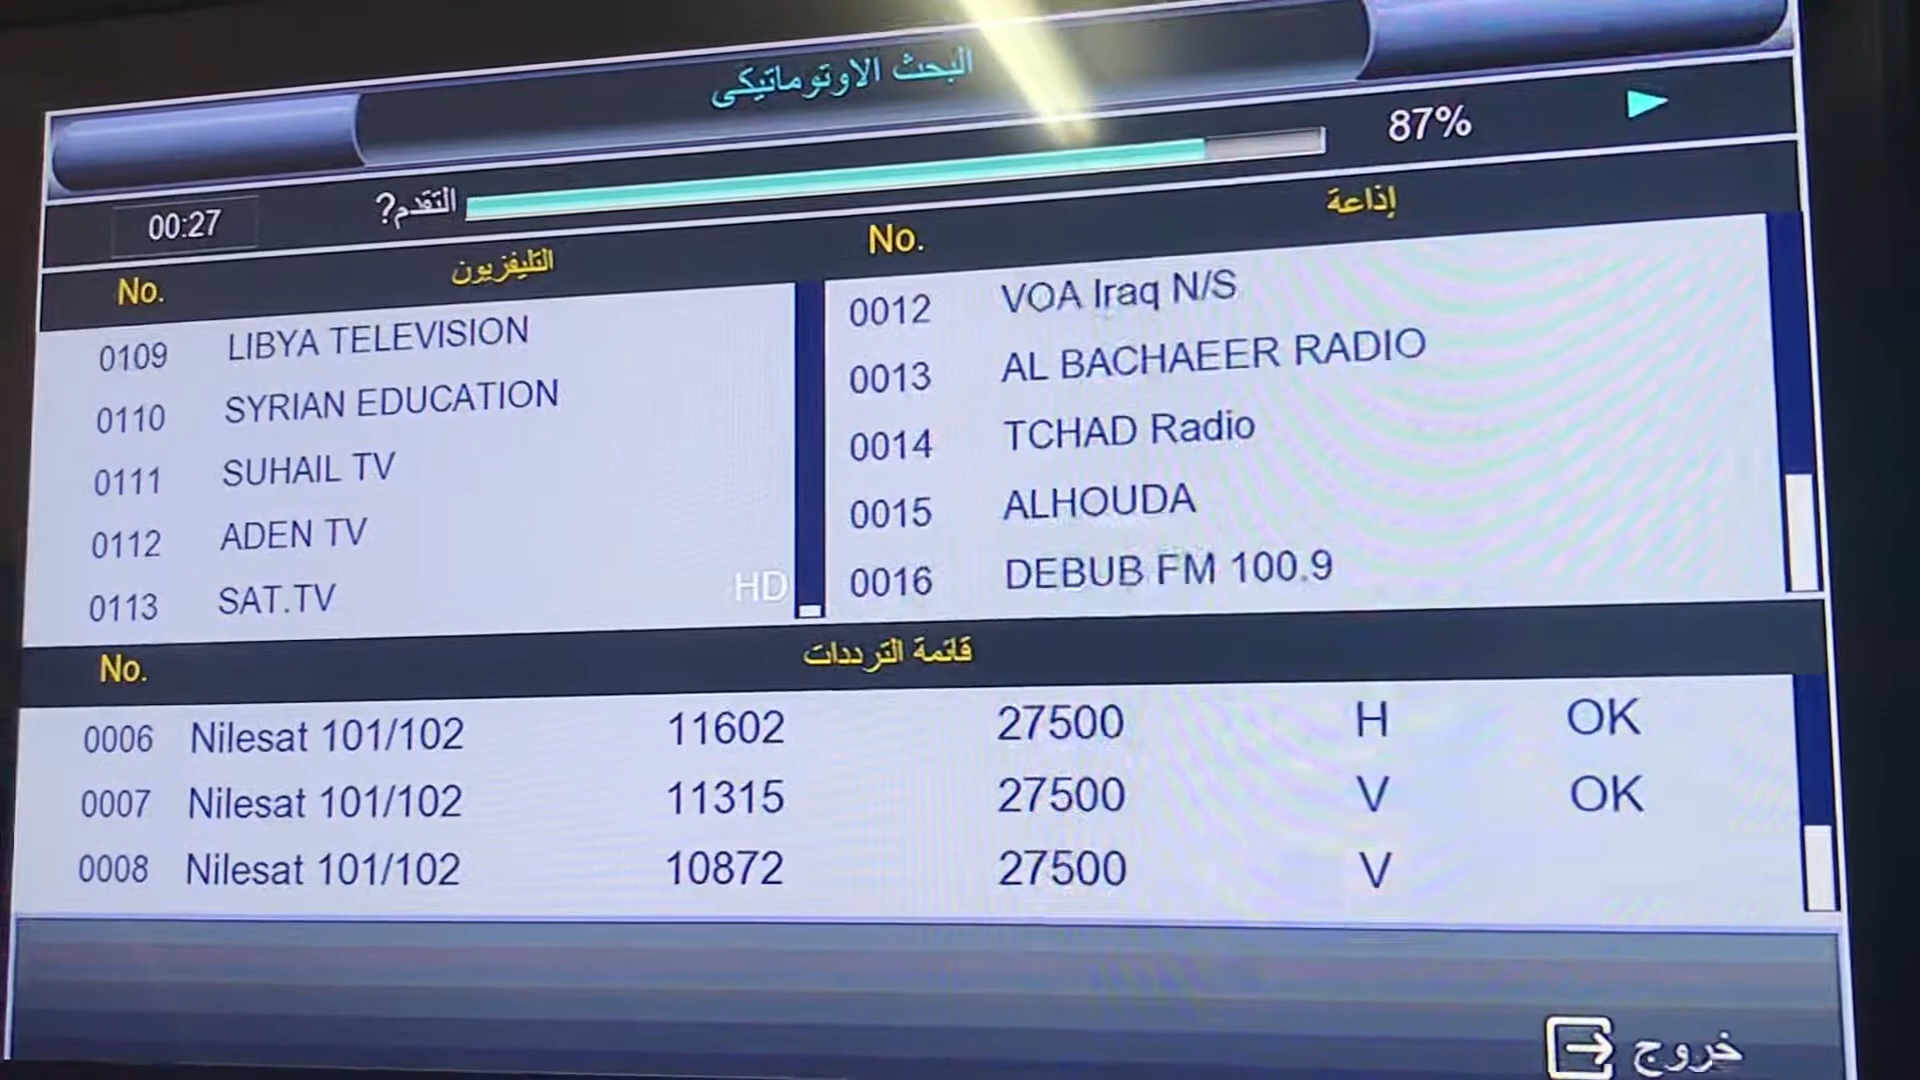 البحث الاوتوماتيكى
00:27 التقدم? 87%
No. التليفزيون No. إذاعة
0109 LIBYA TELEVISION
0110 SYRIAN EDUCATION
0111 SUHAIL TV
0112 ADEN TV
0113 SAT.TV HD
0012 VOA Iraq N/S
0013 AL BACHAEER RADIO
0014 TCHAD Radio
0015 ALHOUDA
0016 DEBUB FM 100.9
No. قائمة الترددات
0006 Nilesat 101/102 11602 27500 H OK
0007 Nilesat 101/102 11315 27500 V OK
0008 Nilesat 101/102 10872 27500 V
خروج